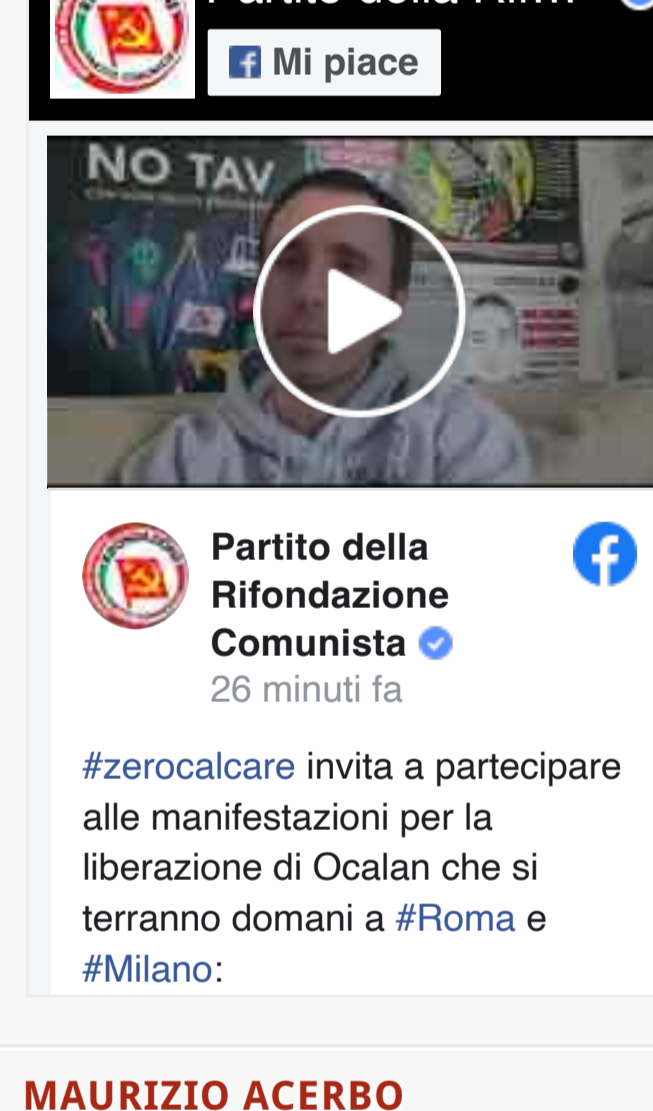 Mi piace
NO TAV
Partito della
Rifondazione
Comunista
26 minuti fa
#zerocalcare invita a partecipare
alle manifestazioni per la
liberazione di Ocalan che si
terranno domani a #Roma e
#Milano:
MAURIZIO ACERBO